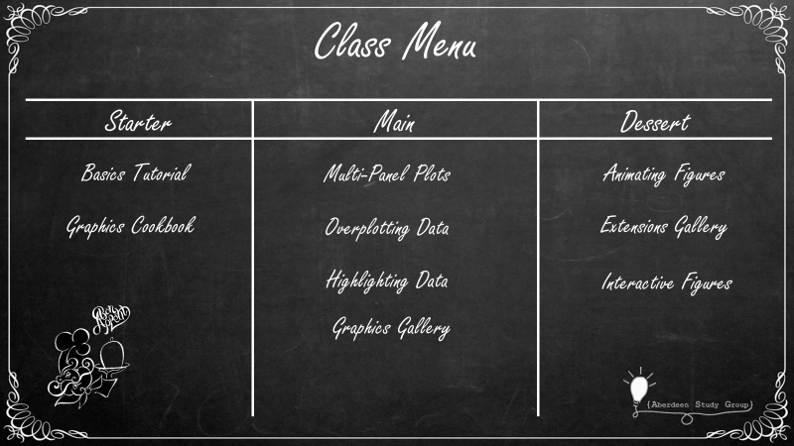 Class Menu
Starter
Basics Tutorial
Graphics Cookbook
Main
Multi-Panel Plots
Overplotting Data
Highlighting Data
Graphics Gallery
Dessert
Animating Figures
Extensions Gallery
Interactive Figures
Bon Appetit
{Aberdeen Study Group}